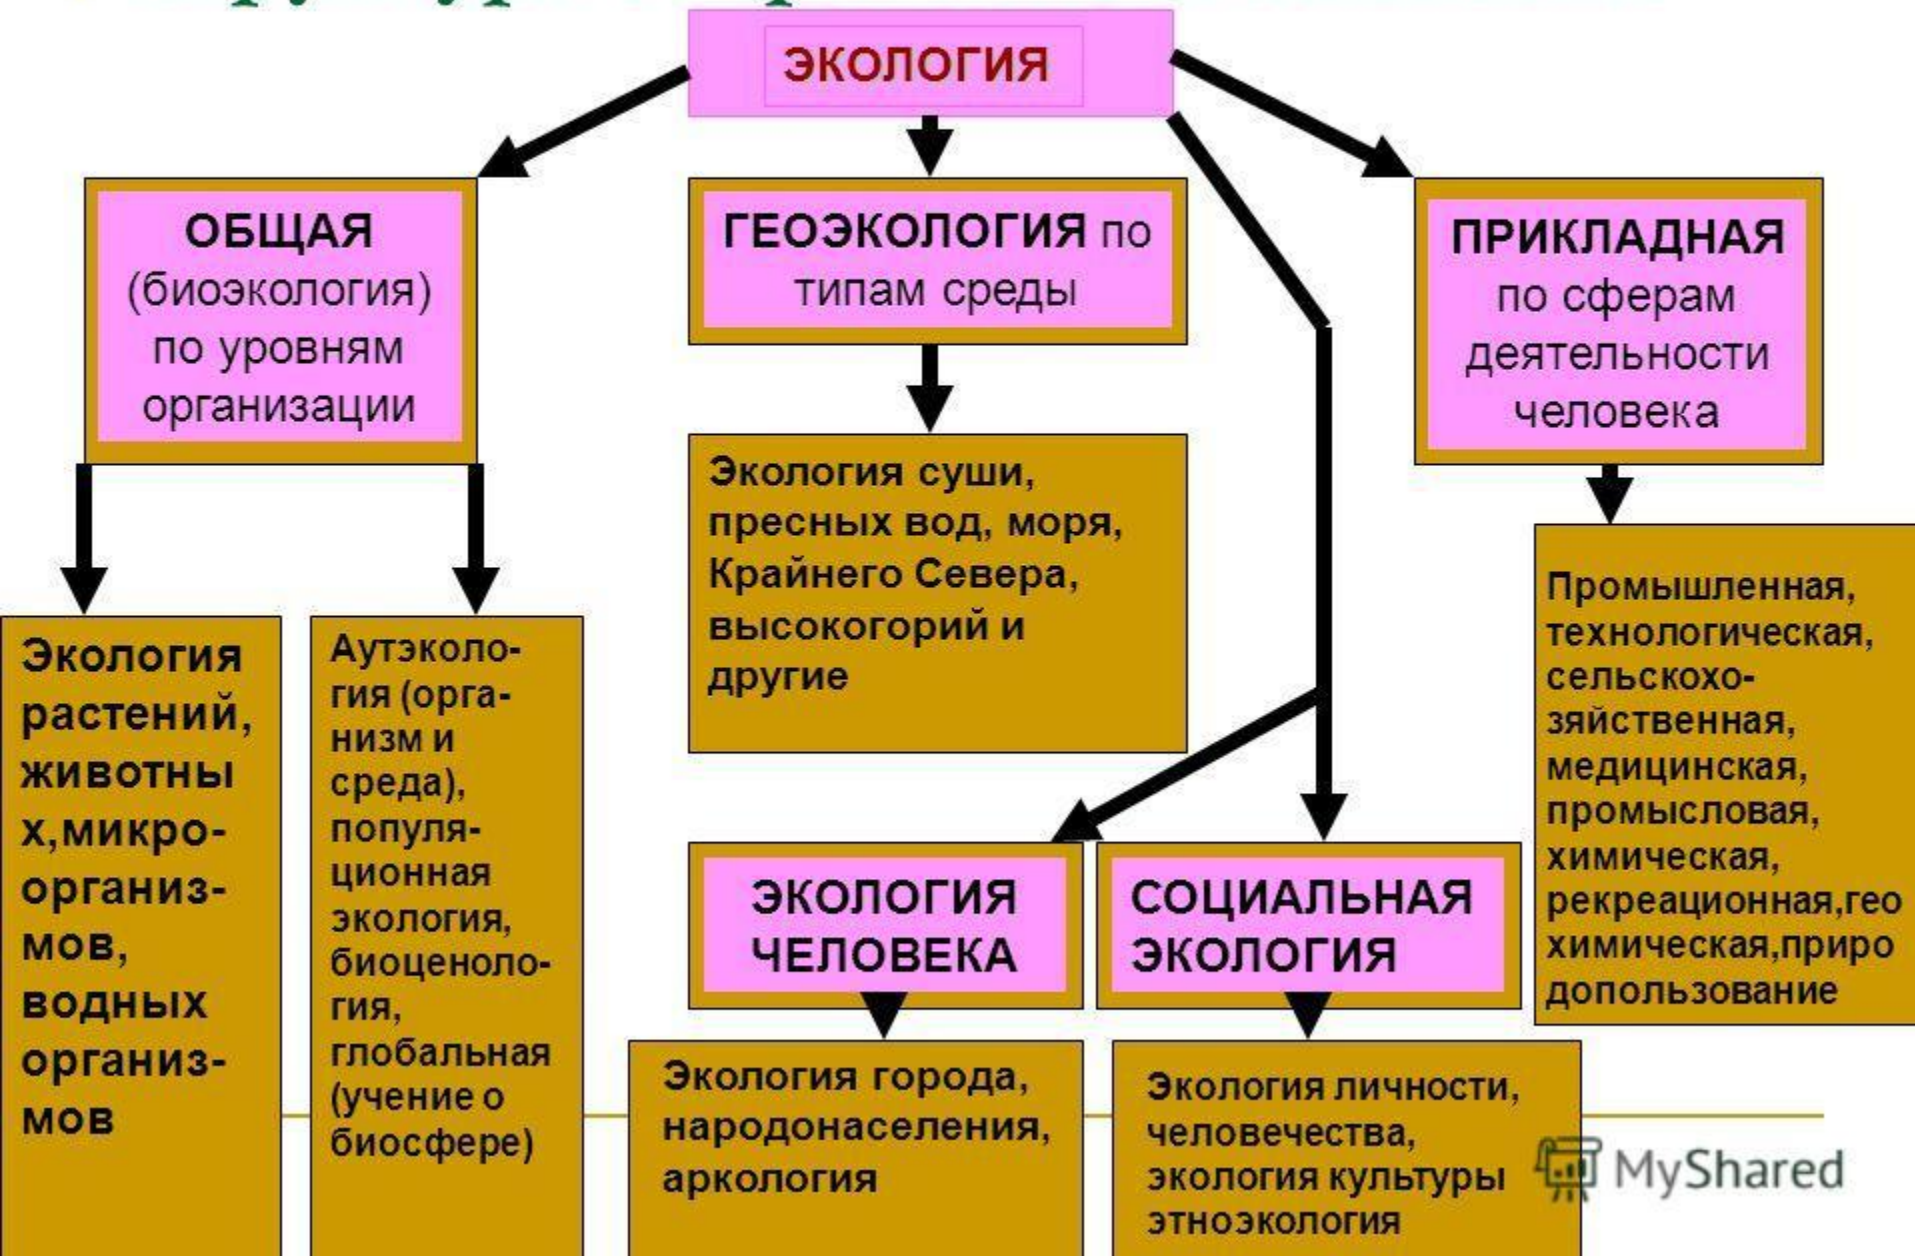 ЭКОЛОГИЯ
ОБЩАЯ
(биоэкология)
по уровням
организации
ГЕОЭКОЛОГИЯ по
типам среды
ПРИКЛАДНАЯ
по сферам
деятельности
человека
Экология
растений,
животны
х,микро-
организ-
мов,
водных
организ-
мов
Аутэколо-
гия (орга-
низм и
среда),
популя-
ционная
экология,
биоценоло-
гия,
глобальная
(учение о
биосфере)
Экология суши,
пресных вод, моря,
Крайнего Севера,
высокогорий и
другие
ЭКОЛОГИЯ
ЧЕЛОВЕКА
Экология города,
народонаселения,
аркология
СОЦИАЛЬНАЯ
ЭКОЛОГИЯ
Экология личности,
человечества,
экология культуры
этноэкология
Промышленная,
технологическая,
сельскохо-
зяйственная,
медицинская,
промысловая,
химическая,
рекреационная,гео
химическая,приро
допользование
MyShared